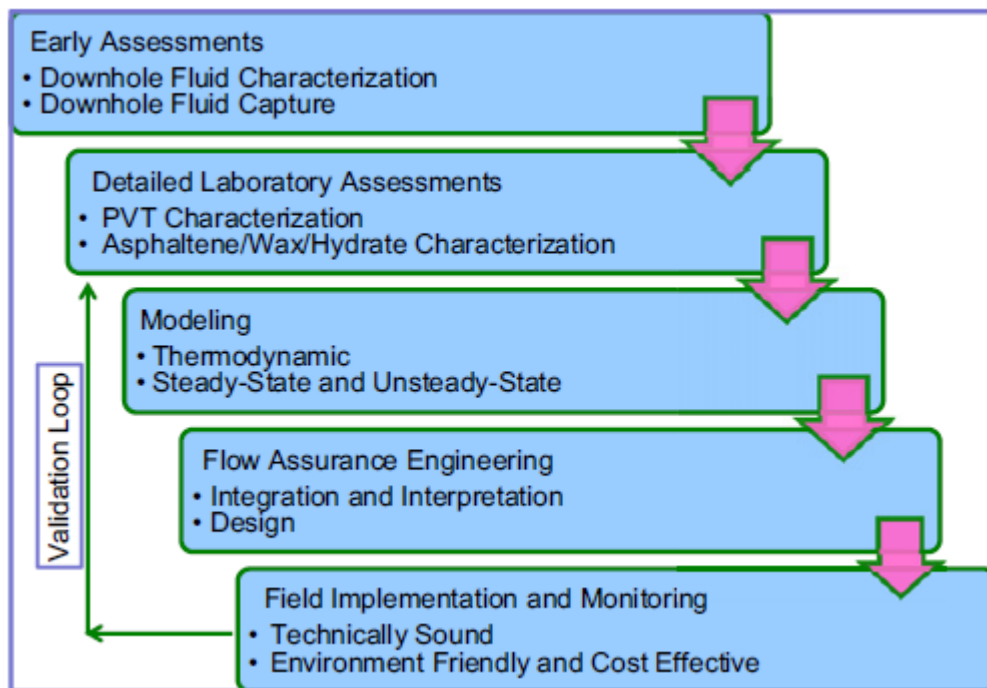 Early Assessments
• Downhole Fluid Characterization
• Downhole Fluid Capture
Detailed Laboratory Assessments
• PVT Characterization
• Asphaltene/Wax/Hydrate Characterization
Modeling
• Thermodynamic
• Steady-State and Unsteady-State
Flow Assurance Engineering
• Integration and Interpretation
• Design
Field Implementation and Monitoring
• Technically Sound
• Environment Friendly and Cost Effective
Validation Loop